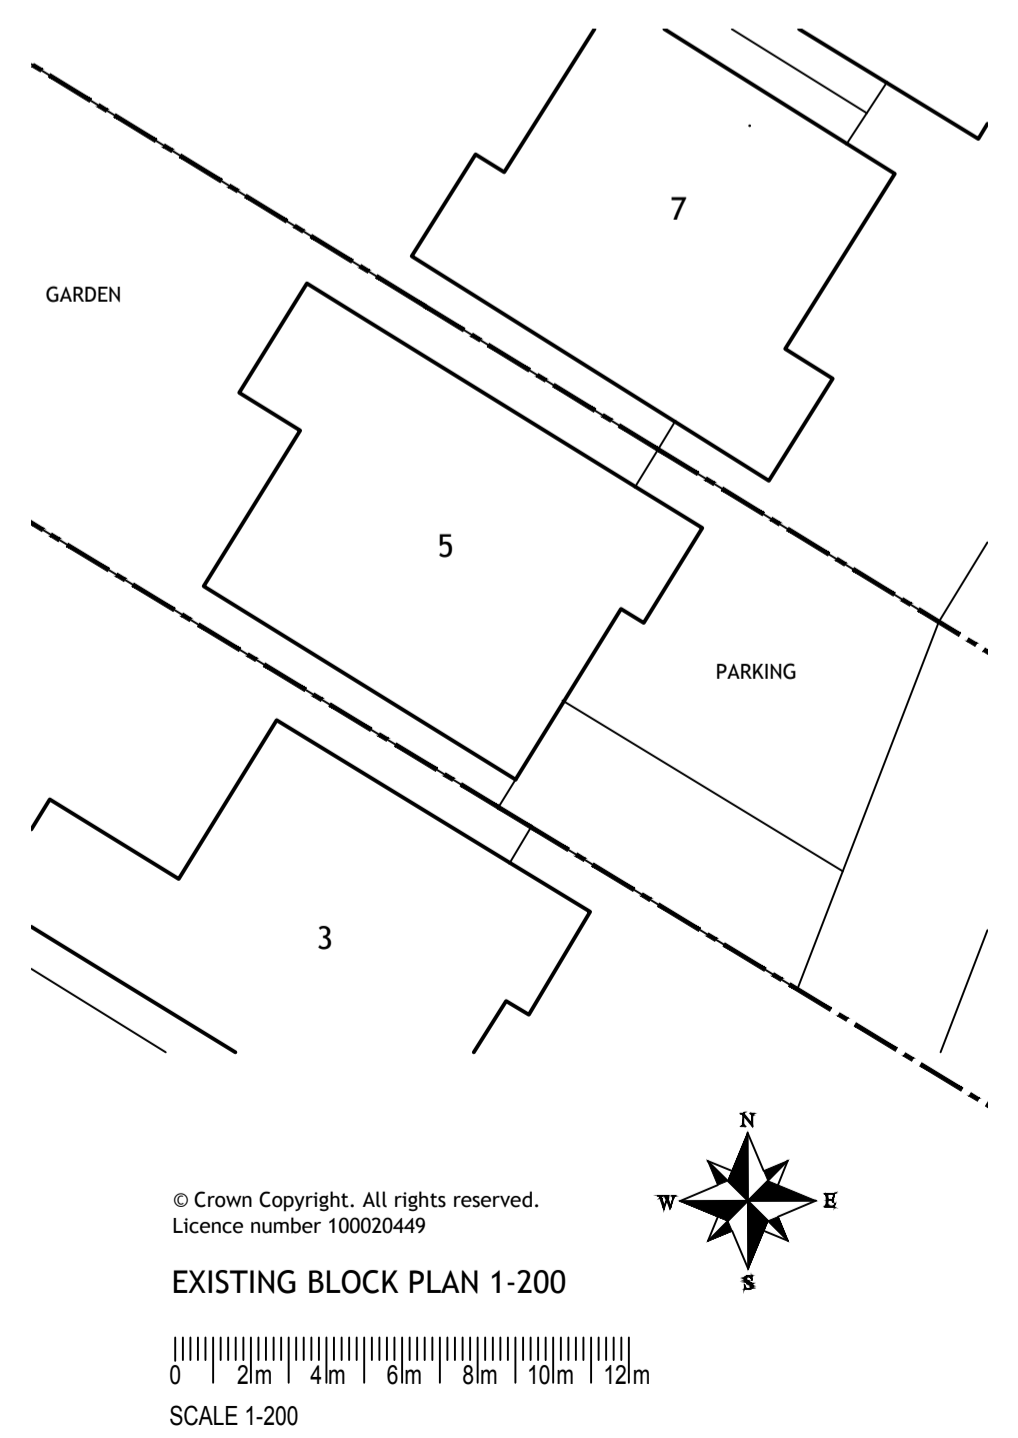 7
GARDEN
5
PARKING
3
N
W E
S
© Crown Copyright. All rights reserved.
Licence number 100020449
EXISTING BLOCK PLAN 1-200
0 2m 4m 6m 8m 10m 12m
SCALE 1-200